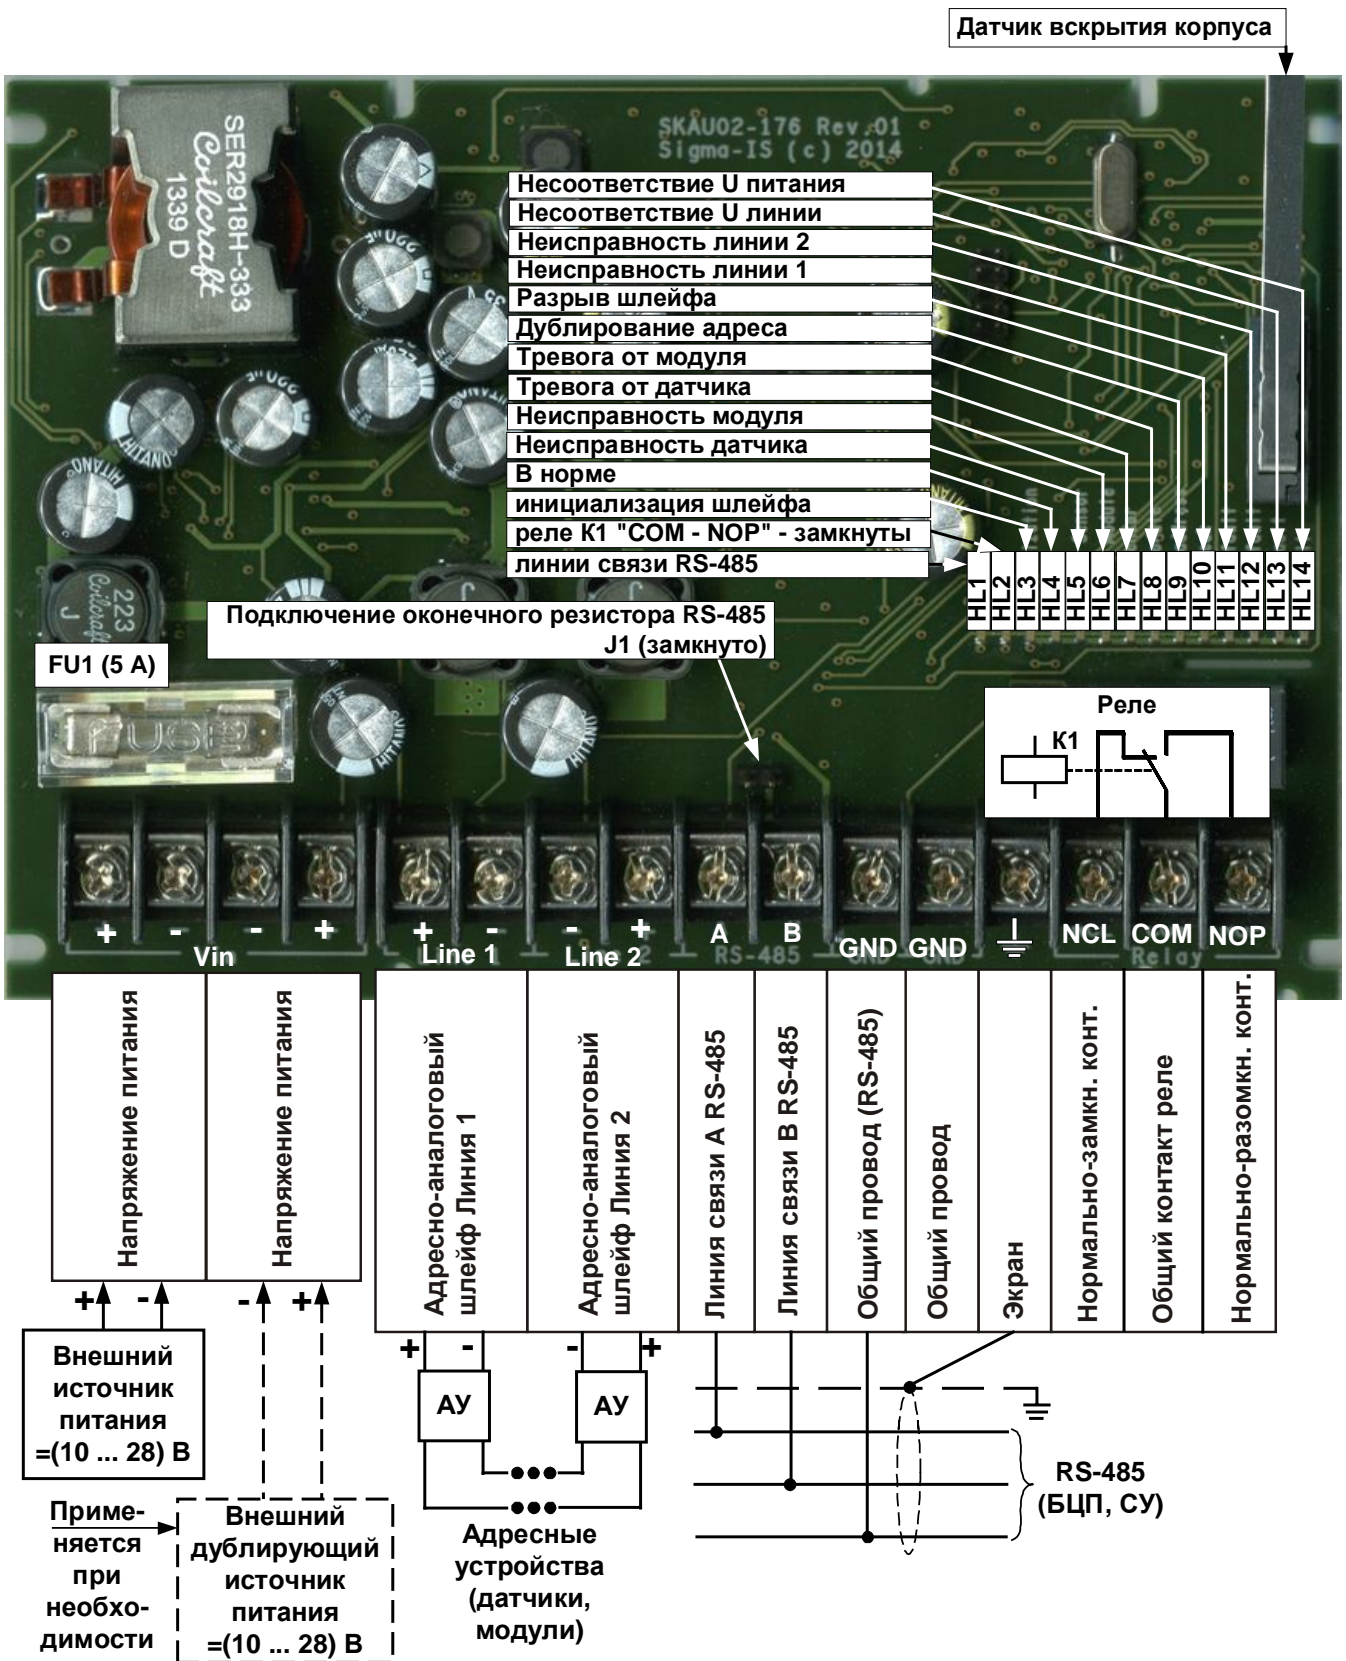 Датчик вскрытия корпуса
SKAU02-176 Rev.01
Sigma-IS (c) 2014
SER2918H-333
Coilcraft
1339 D
Несоответствие U питания
Несоответствие U линии
Неисправность линии 2
Неисправность линии 1
Разрыв шлейфа
Дублирование адреса
Тревога от модуля
Тревога от датчика
Неисправность модуля
Неисправность датчика
В норме
инициализация шлейфа
реле К1 "COM - NOP" - замкнуты
линии связи RS-485
HL1
HL2
HL3
HL4
HL5
HL6
HL7
HL8
HL9
HL10
HL11
HL12
HL13
HL14
HITANO
HITANO
223
Coilcraft
J
Подключение оконечного резистора RS-485
J1 (замкнуто)
FU1 (5 А)
Реле
К1
+ - - + + - - + A B
Vin Line 1 Line 2 RS-485 GND GND NCL COM NOP
Relay
Напряжение питания
Напряжение питания
Адресно-аналоговый
шлейф Линия 1
Адресно-аналоговый
шлейф Линия 2
Линия связи A RS-485
Линия связи B RS-485
Общий провод (RS-485)
Общий провод
Экран
Нормально-замкн. конт.
Общий контакт реле
Нормально-разомкн. конт.
+ - - +
+ - - +
Внешний
источник
питания
=(10 ... 28) В
АУ АУ
Приме-
няется
при
необхо-
димости
Внешний
дублирующий
источник
питания
=(10 ... 28) В
Адресные
устройства
(датчики,
модули)
RS-485
(БЦП, СУ)